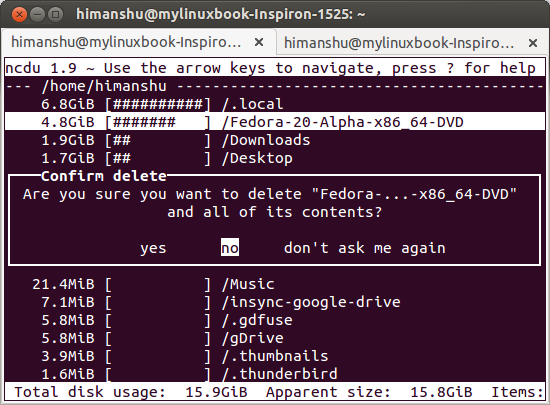 himanshu@mylinuxbook-Inspiron-1525: ~
himanshu@mylinuxbook-Inspiro... × himanshu@mylinuxbook-Inspiro... ×
ncdu 1.9 ~ Use the arrow keys to navigate, press ? for help
--- /home/himanshu -----------------------------------------
6.8GiB [##########] /.local
4.8GiB [####### ] /Fedora-20-Alpha-x86_64-DVD
1.9GiB [## ] /Downloads
1.7GiB [## ] /Desktop
Confirm delete
Are you sure you want to delete "Fedora-...-x86_64-DVD"
and all of its contents?
yes no don't ask me again
21.4MiB [ ] /Music
7.1MiB [ ] /insync-google-drive
5.8MiB [ ] /.gdfuse
5.8MiB [ ] /gDrive
3.9MiB [ ] /.thumbnails
1.6MiB [ ] /.thunderbird
Total disk usage: 15.9GiB Apparent size: 15.8GiB Items: